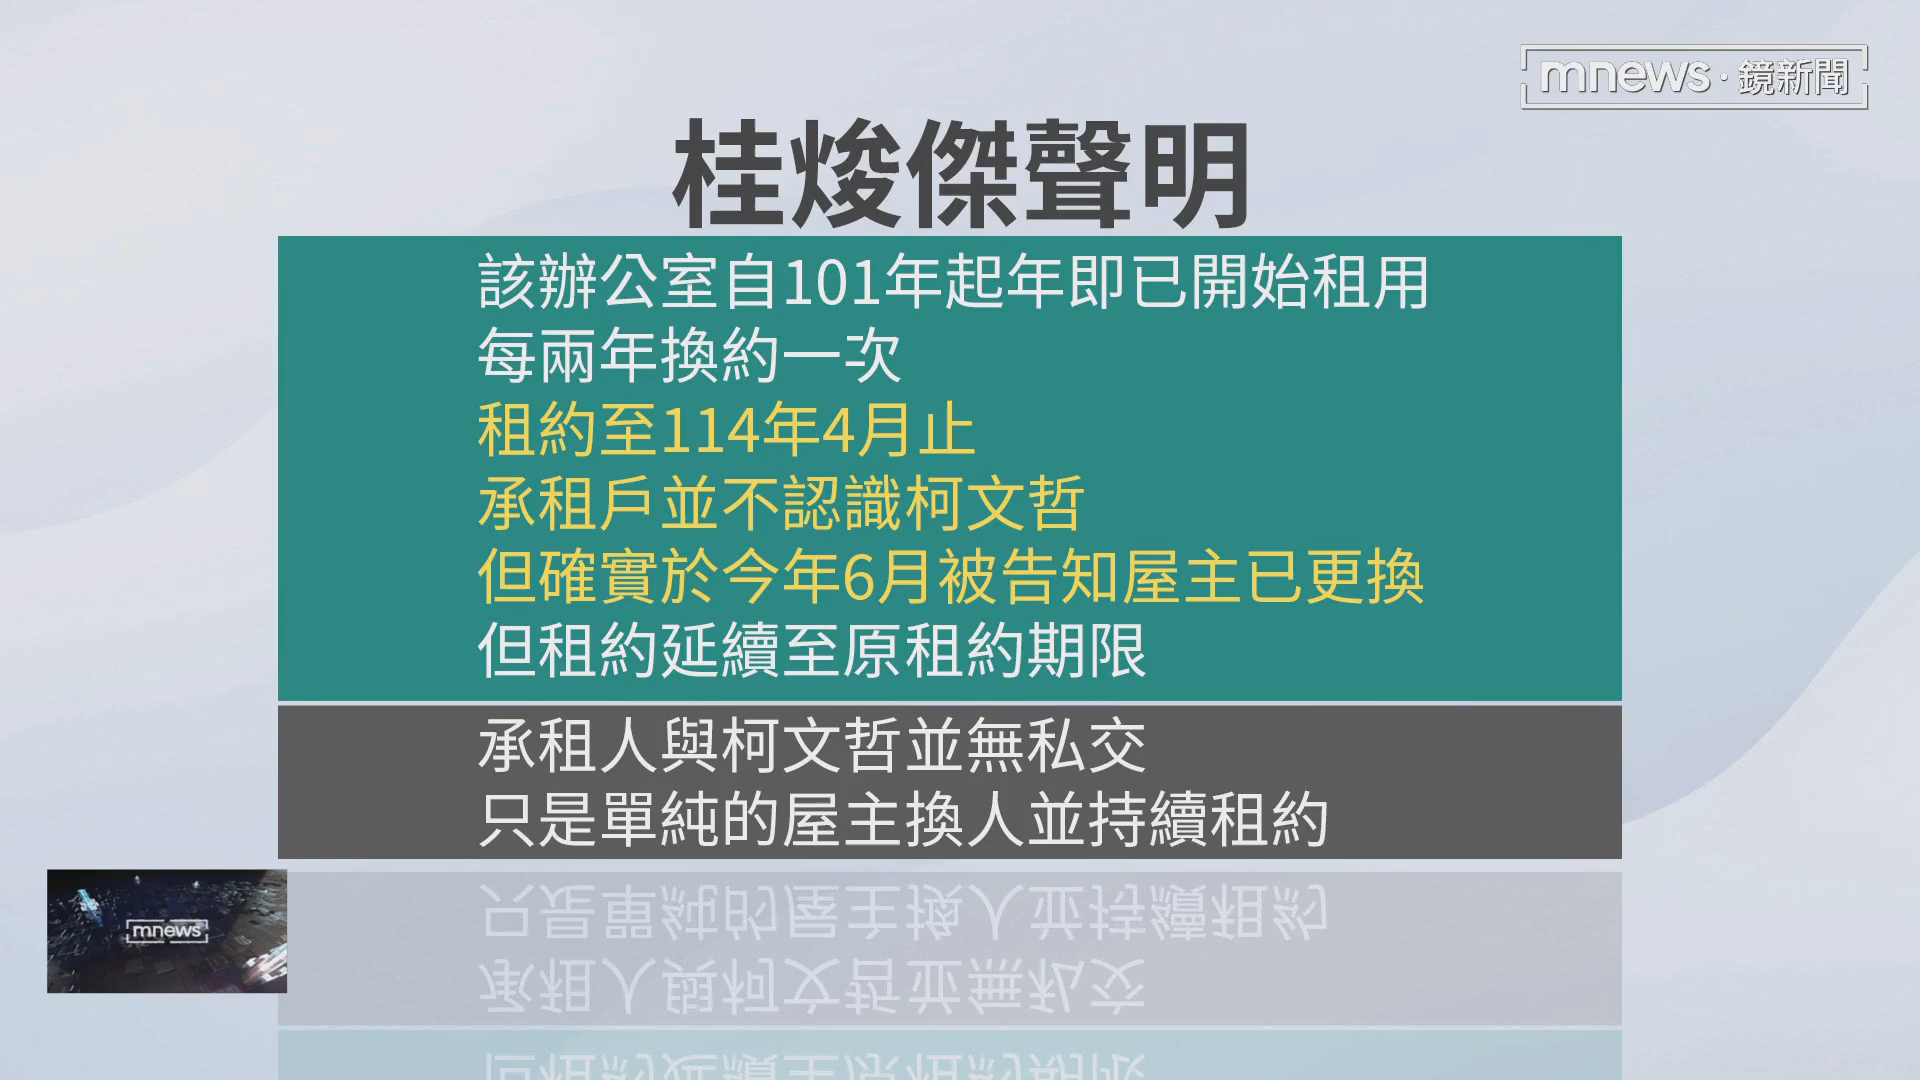 mnews·鏡新聞
桂焌傑聲明
該辦公室自101年起年即已開始租用
每兩年換約一次
租約至114年4月止
承租戶並不認識柯文哲
但確實於今年6月被告知屋主已更換
但租約延續至原租約期限
承租人與柯文哲並無私交
只是單純的屋主換人並持續租約
mnews